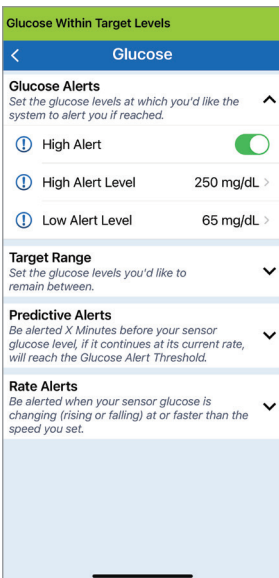 Glucose Within Target Levels
Glucose
Glucose Alerts
Set the glucose levels at which you'd like the
system to alert you if reached.
High Alert
High Alert Level 250 mg/dL
Low Alert Level 65 mg/dL
Target Range
Set the glucose levels you'd like to
remain between.
Predictive Alerts
Be alerted X Minutes before your sensor
glucose level, if it continues at its current rate,
will reach the Glucose Alert Threshold.
Rate Alerts
Be alerted when your sensor glucose is
changing (rising or falling) at or faster than the
speed you set.